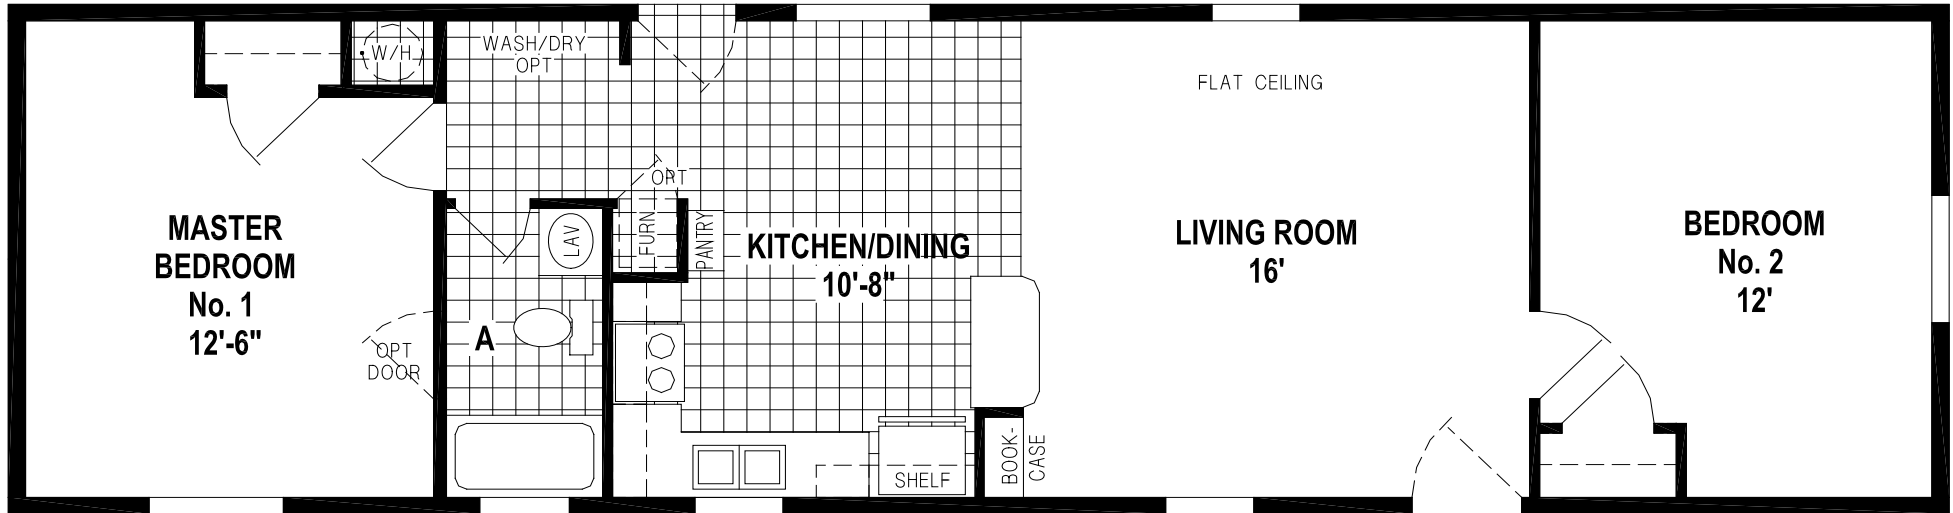 W/H
WASH/DRY
OPT
FLAT CEILING
MASTER
BEDROOM
No. 1
12'-6"
OPT
DOOR
A
LAV
OPT
FURN
PANTRY
KITCHEN/DINING
10'-8"
SHELF
BOOK-
CASE
LIVING ROOM
16'
BEDROOM
No. 2
12'